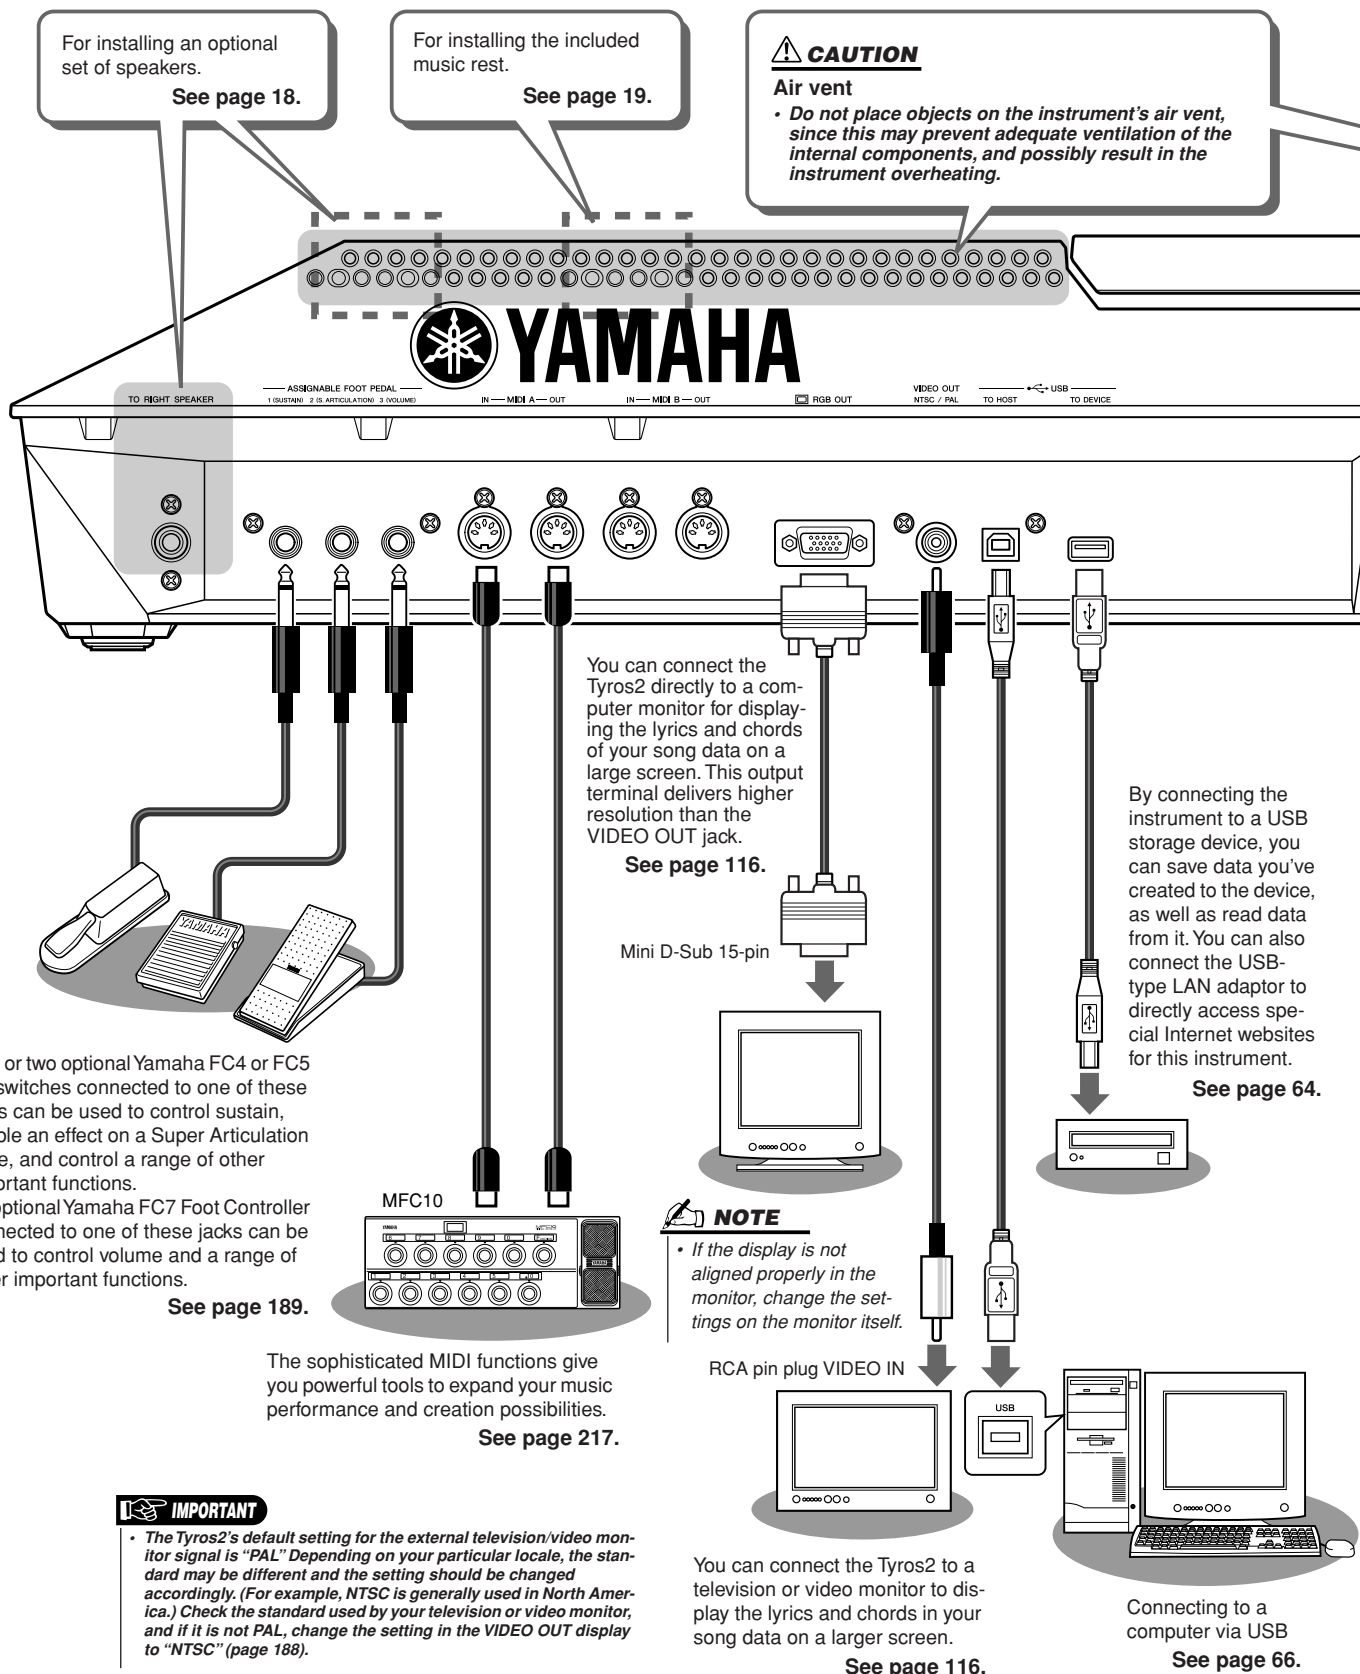 For installing an optional
set of speakers.
See page 18.
For installing the included
music rest.
See page 19.
CAUTION
Air vent
• Do not place objects on the instrument's air vent,
since this may prevent adequate ventilation of the
internal components, and possibly result in the
instrument overheating.
YAMAHA
TO RIGHT SPEAKER
ASSIGNABLE FOOT PEDAL
1 (SUSTAIN) 2 (S. ARTICULATION) 3 (VOLUME)
IN — MIDI A — OUT
IN — MIDI B — OUT
RGB OUT
VIDEO OUT
NTSC / PAL
USB
TO HOST
TO DEVICE
You can connect the
Tyros2 directly to a com-
puter monitor for display-
ing the lyrics and chords
of your song data on a
large screen. This output
terminal delivers higher
resolution than the
VIDEO OUT jack.
See page 116.
Mini D-Sub 15-pin
By connecting the
instrument to a USB
storage device, you
can save data you've
created to the device,
as well as read data
from it. You can also
connect the USB-
type LAN adaptor to
directly access spe-
cial Internet websites
for this instrument.
See page 64.
YAMAHA
or two optional Yamaha FC4 or FC5
switches connected to one of these
s can be used to control sustain,
ble an effect on a Super Articulation
e, and control a range of other
ortant functions.
optional Yamaha FC7 Foot Controller
nected to one of these jacks can be
d to control volume and a range of
er important functions.
See page 189.
MFC10
YAMAHA
The sophisticated MIDI functions give
you powerful tools to expand your music
performance and creation possibilities.
See page 217.
NOTE
• If the display is not
aligned properly in the
monitor, change the set-
tings on the monitor itself.
RCA pin plug VIDEO IN
USB
IMPORTANT
• The Tyros2's default setting for the external television/video mon-
itor signal is "PAL" Depending on your particular locale, the stan-
dard may be different and the setting should be changed
accordingly. (For example, NTSC is generally used in North Amer-
ica.) Check the standard used by your television or video monitor,
and if it is not PAL, change the setting in the VIDEO OUT display
to "NTSC" (page 188).
You can connect the Tyros2 to a
television or video monitor to dis-
play the lyrics and chords in your
song data on a larger screen.
See page 116.
Connecting to a
computer via USB
See page 66.